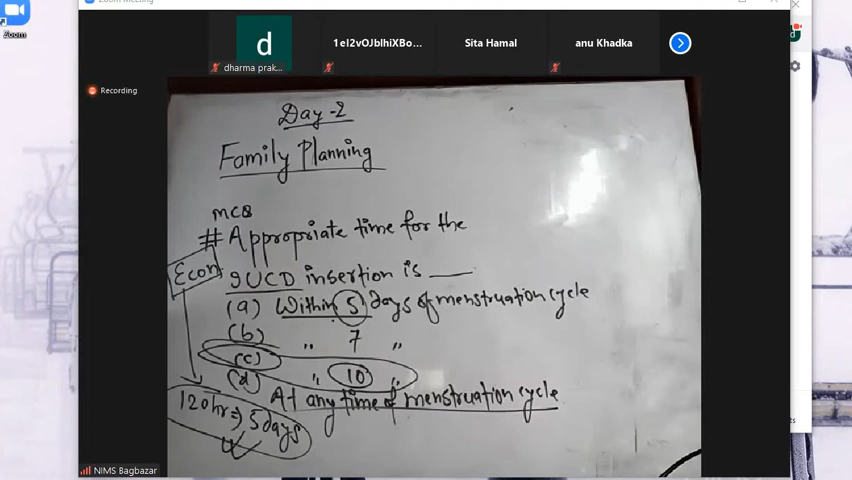 Zoom Meeting
Zoom
d
dharma prak...
1eI2vOJbIhiXBo...
Sita Hamal
anu Khadka
Recording
Day-2
Family Planning
MCQ
# Appropriate time for the
Econ
IUCD insertion is ___
(a) Within 5 days of menstruation cycle
(b) " 7 "
(c) " 10 "
(d) At any time of menstruation cycle
120hr ⇒ 5 days
NIMS Bagbazar